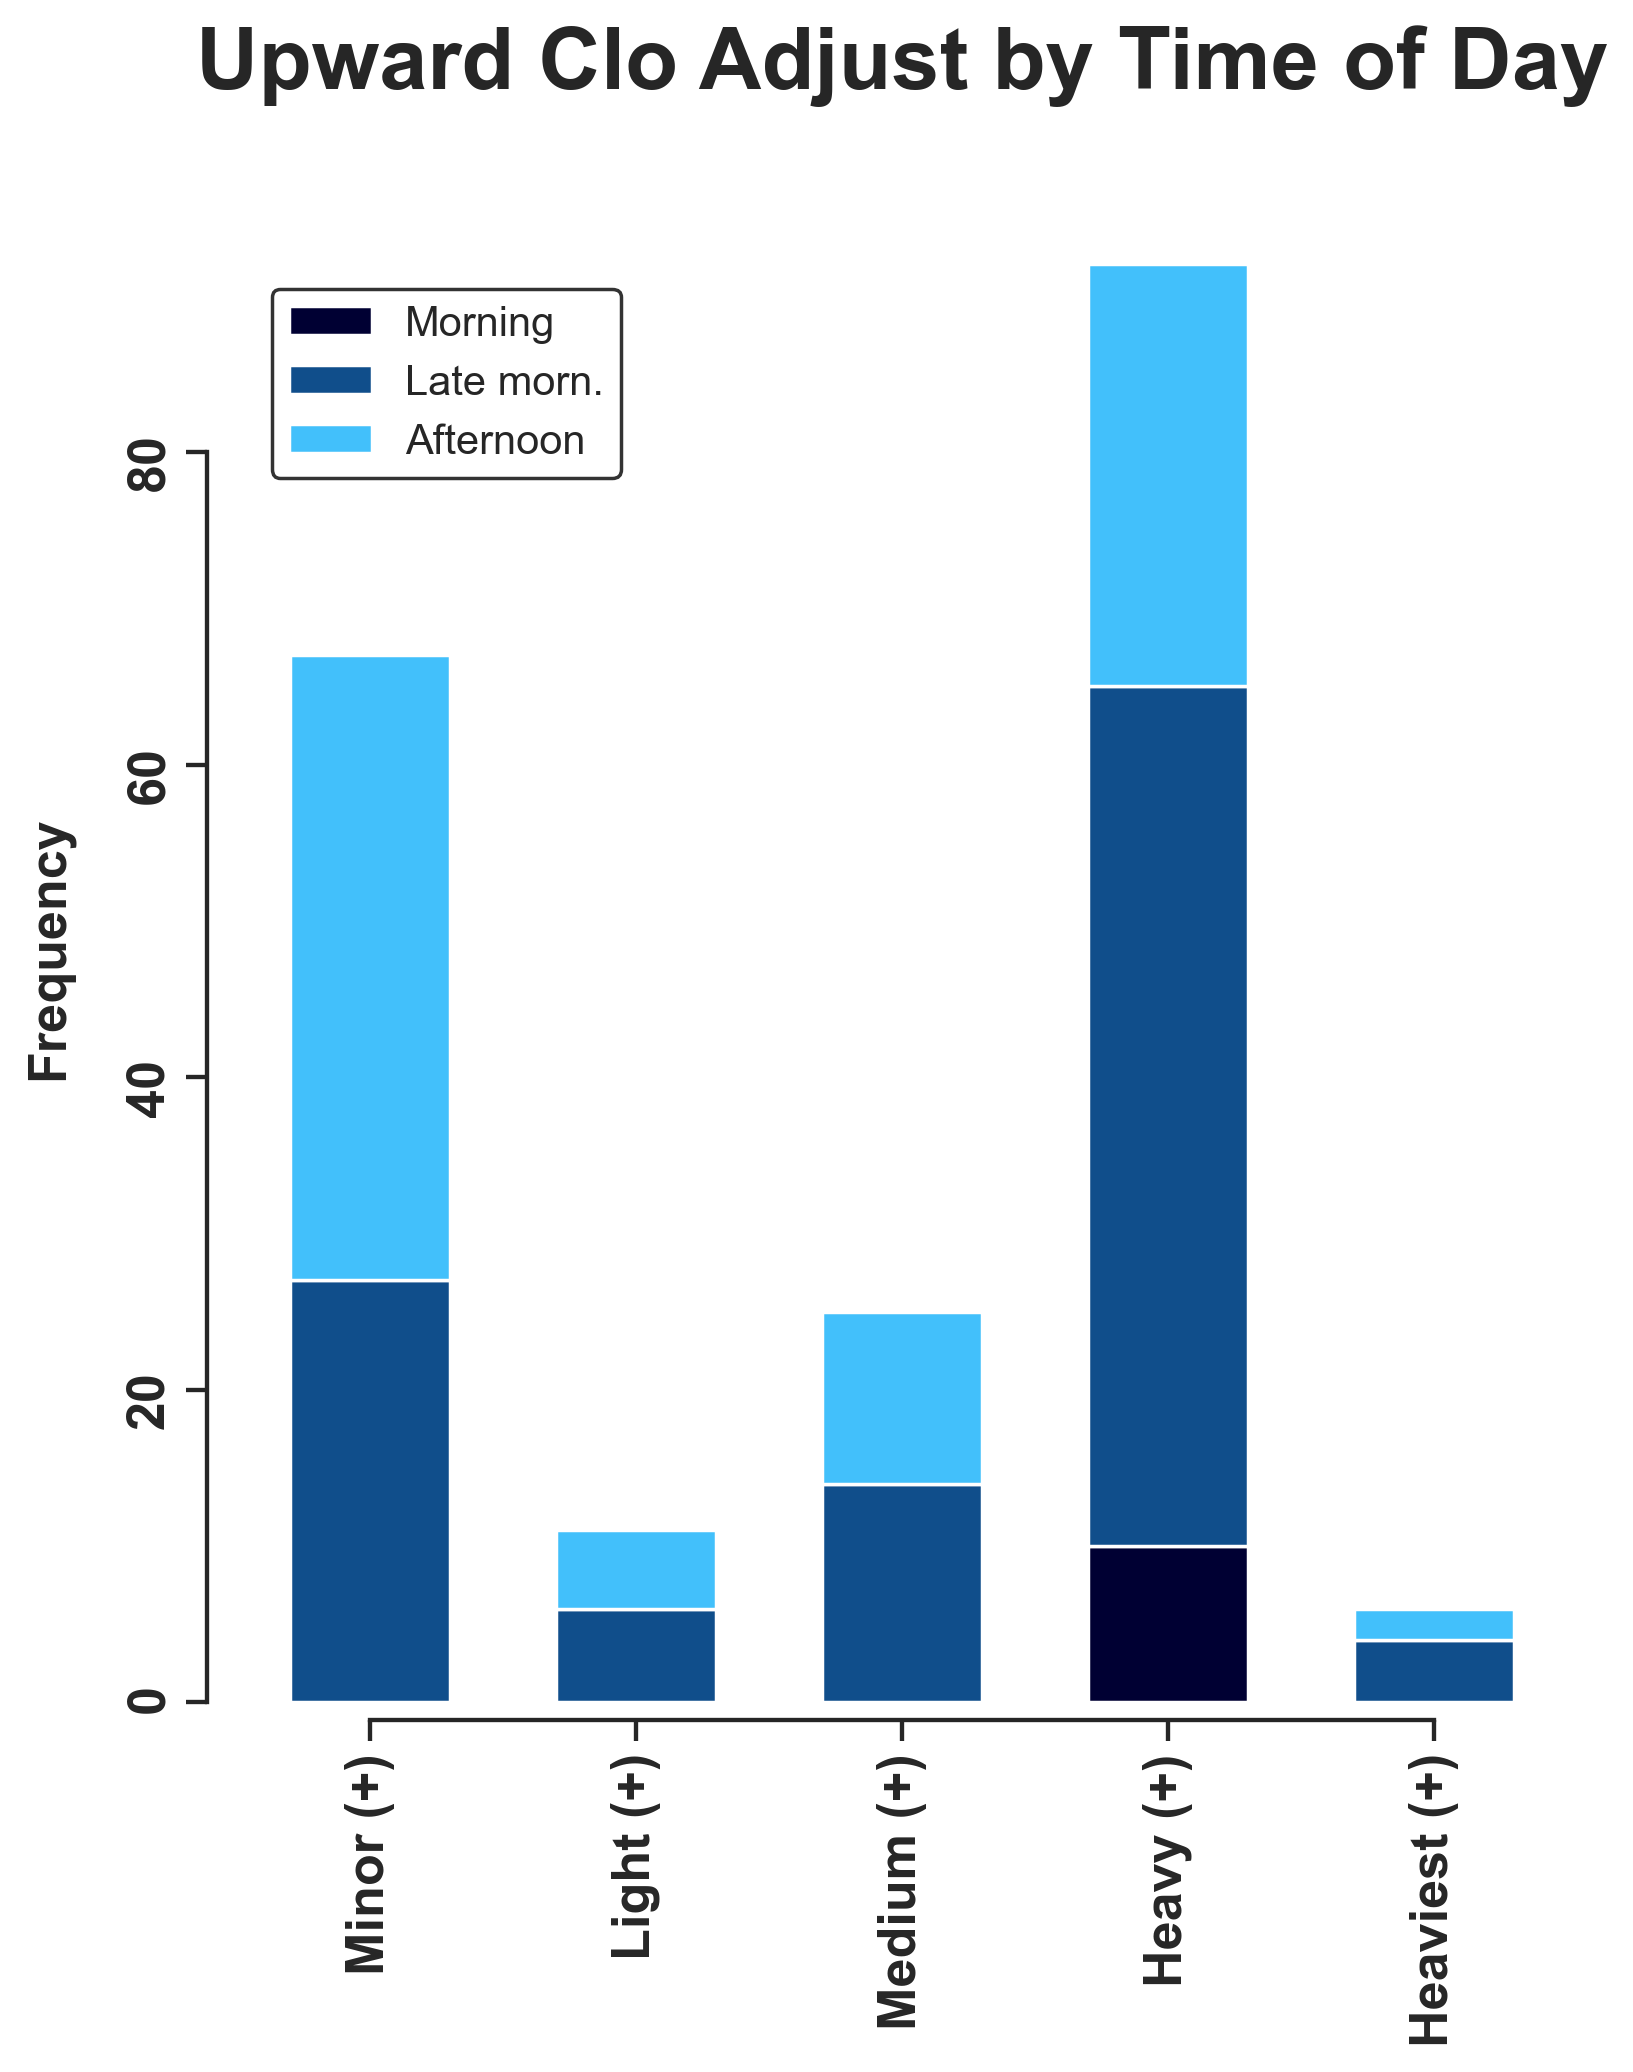 Upward Clo Adjust by Time of Day
Morning
Late morn.
Afternoon
80
60
40
20
0
Frequency
Minor (+)
Light (+)
Medium (+)
Heavy (+)
Heaviest (+)